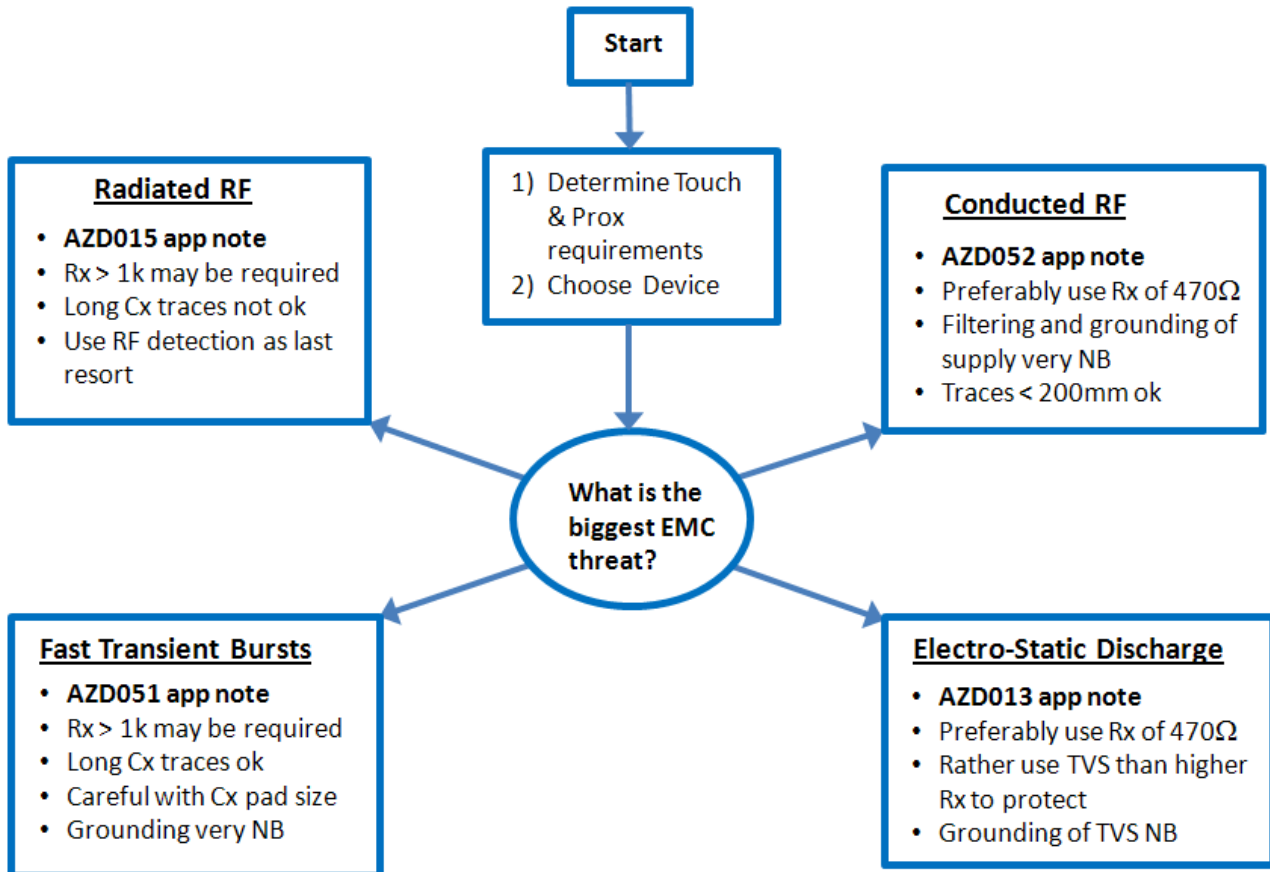 Start
1) Determine Touch
& Prox
requirements
2) Choose Device
Radiated RF
• AZD015 app note
• Rx > 1k may be required
• Long Cx traces not ok
• Use RF detection as last
resort
Conducted RF
• AZD052 app note
• Preferably use Rx of 470Ω
• Filtering and grounding of
supply very NB
• Traces < 200mm ok
What is the
biggest EMC
threat?
Fast Transient Bursts
• AZD051 app note
• Rx > 1k may be required
• Long Cx traces ok
• Careful with Cx pad size
• Grounding very NB
Electro-Static Discharge
• AZD013 app note
• Preferably use Rx of 470Ω
• Rather use TVS than higher
Rx to protect
• Grounding of TVS NB